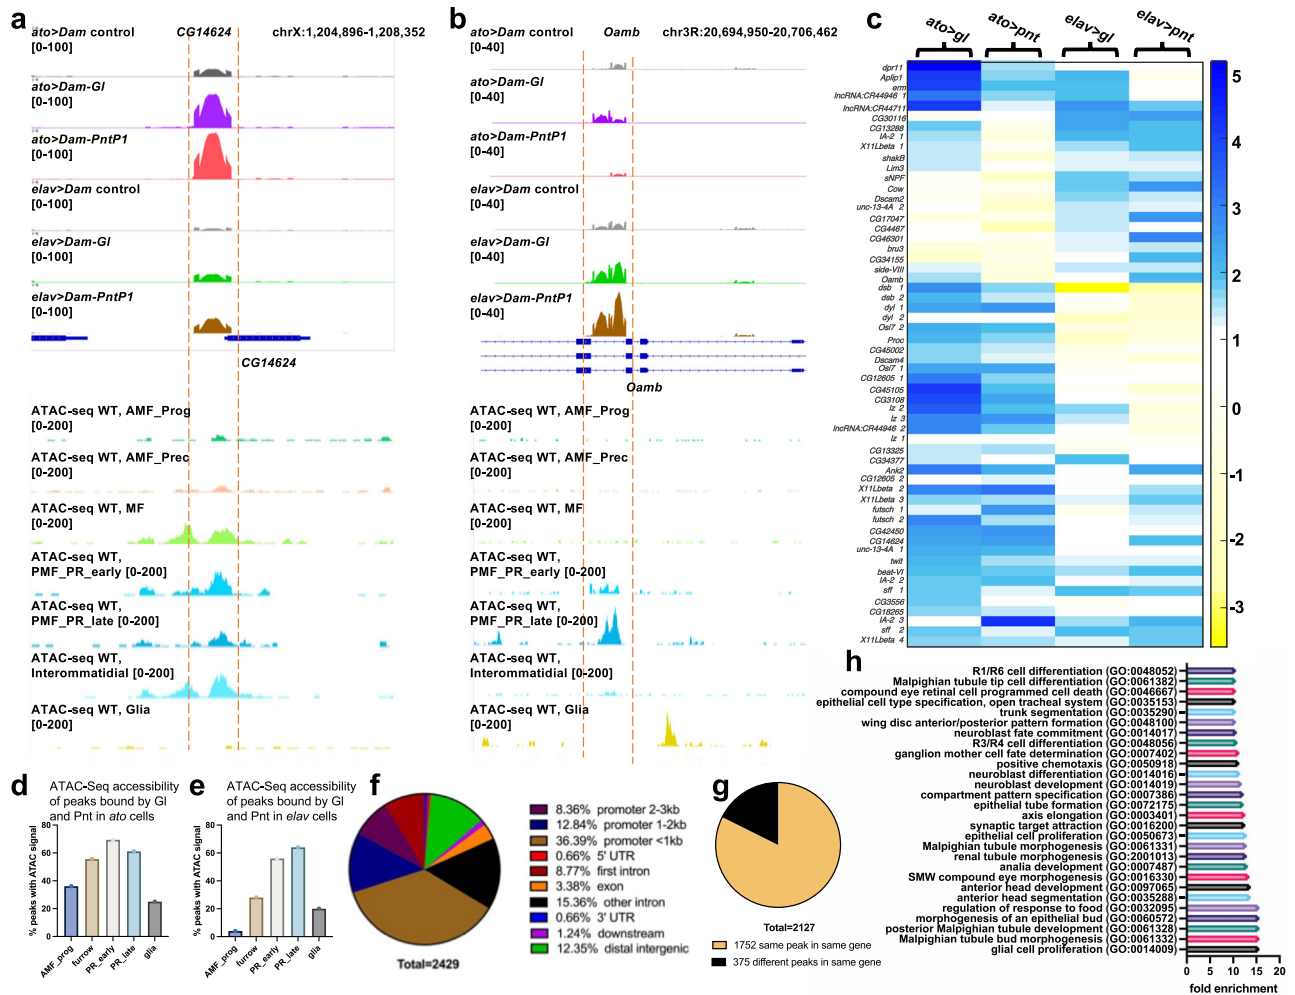 a
ato>Dam control
CG14624
chrX:1,204,896-1,208,352
[0-100]
ato>Dam-Gl
[0-100]
ato>Dam-PntP1
[0-100]
elav>Dam control
[0-100]
elav>Dam-Gl
[0-100]
elav>Dam-PntP1
[0-100]
CG14624
ATAC-seq WT, AMF_Prog
[0-200]
ATAC-seq WT, AMF_Prec
[0-200]
ATAC-Seq WT, MF
[0-200]
ATAC-seq WT,
PMF_PR_early [0-200]
ATAC-seq WT,
PMF_PR_late [0-200]
ATAC-seq WT,
Interommatidial [0-200]
ATAC-seq WT, Glia
[0-200]
b
ato>Dam control
Oamb
chr3R:20,694,950-20,706,462
[0-40]
ato>Dam-Gl
[0-40]
ato>Dam-PntP1
[0-40]
elav>Dam control
[0-40]
elav>Dam-Gl
[0-40]
elav>Dam-PntP1
[0-40]
Oamb
ATAC-seq WT, AMF_Prog
[0-200]
ATAC-seq WT, AMF_Prec
[0-200]
ATAC-seq WT, MF
[0-200]
ATAC-seq WT,
PMF_PR_early [0-200]
ATAC-seq WT,
PMF_PR_late [0-200]
ATAC-seq WT,
Interommatidial [0-200]
ATAC-seq WT, Glia
[0-200]
c
ato>gl
ato>pnt
elav>gl
elav>pnt
dpr11
Aplip1
erm
lncRNA:CR44946 1
lncRNA:CR44711
CG30116
CG13288
IA-2 1
X11Lbeta 1
shakB
Lim3
sNPF
Cow
Dscam2
unc-13-4A 2
CG17047
CG4467
CG46301
bru3
CG34155
side-VIII
Oamb
dsb 1
dsb 2
dyl 1
dyl 2
Osi7 2
Proc
CG45002
Dscam4
Osi7 1
CG12605 1
CG45105
CG3108
lz 2
lz 3
lncRNA:CR44946 2
lz 1
CG13325
CG34377
Ank2
CG12605 2
X11Lbeta 2
X11Lbeta 3
futsch 1
futsch 2
CG42450
CG14624
unc-13-4A 1
twit
beat-VI
IA-2 2
sff 1
CG3556
CG18265
IA-2 3
sff 2
X11Lbeta 4
5
4
3
2
1
0
-1
-2
-3
d
ATAC-Seq accessibility
of peaks bound by Gl
and Pnt in ato cells
% peaks with ATAC signal
80
60
40
20
0
AMF_prog
furrow
PR_early
PR_late
glia
e
ATAC-Seq accessibility
of peaks bound by Gl
and Pnt in elav cells
% peaks with ATAC signal
80
60
40
20
0
AMF_prog
furrow
PR_early
PR_late
glia
f
8.36% promoter 2-3kb
12.84% promoter 1-2kb
36.39% promoter <1kb
0.66% 5' UTR
8.77% first intron
3.38% exon
15.36% other intron
0.66% 3' UTR
1.24% downstream
12.35% distal intergenic
Total=2429
g
Total=2127
1752 same peak in same gene
375 different peaks in same gene
h
R1/R6 cell differentiation (GO:0048052)
Malpighian tubule tip cell differentiation (GO:0061382)
compound eye retinal cell programmed cell death (GO:0046667)
epithelial cell type specification, open tracheal system (GO:0035153)
trunk segmentation (GO:0035290)
wing disc anterior/posterior pattern formation (GO:0048100)
neuroblast fate commitment (GO:0014017)
R3/R4 cell differentiation (GO:0048056)
ganglion mother cell fate determination (GO:0007402)
positive chemotaxis (GO:0050918)
neuroblast differentiation (GO:0014016)
neuroblast development (GO:0014019)
compartment pattern specification (GO:0007386)
epithelial tube formation (GO:0072175)
axis elongation (GO:0003401)
synaptic target attraction (GO:0016200)
epithelial cell proliferation (GO:0050673)
Malpighian tubule morphogenesis (GO:0061331)
renal tubule morphogenesis (GO:2001013)
analia development (GO:0007487)
SMW compound eye morphogenesis (GO:0016330)
anterior head development (GO:0097065)
anterior head segmentation (GO:0035288)
regulation of response to food (GO:0032095)
morphogenesis of an epithelial bud (GO:0060572)
posterior Malpighian tubule development (GO:0061328)
Malpighian tubule bud morphogenesis (GO:0061332)
glial cell proliferation (GO:0014009)
0 5 10 15 20
fold enrichment